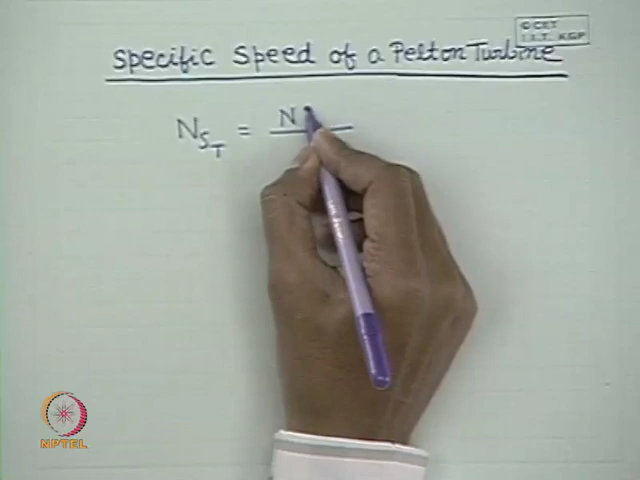 © CET
I.I.T. KGP
Specific Speed of a Pelton Turbine
N_{S_T} = N
NPTEL